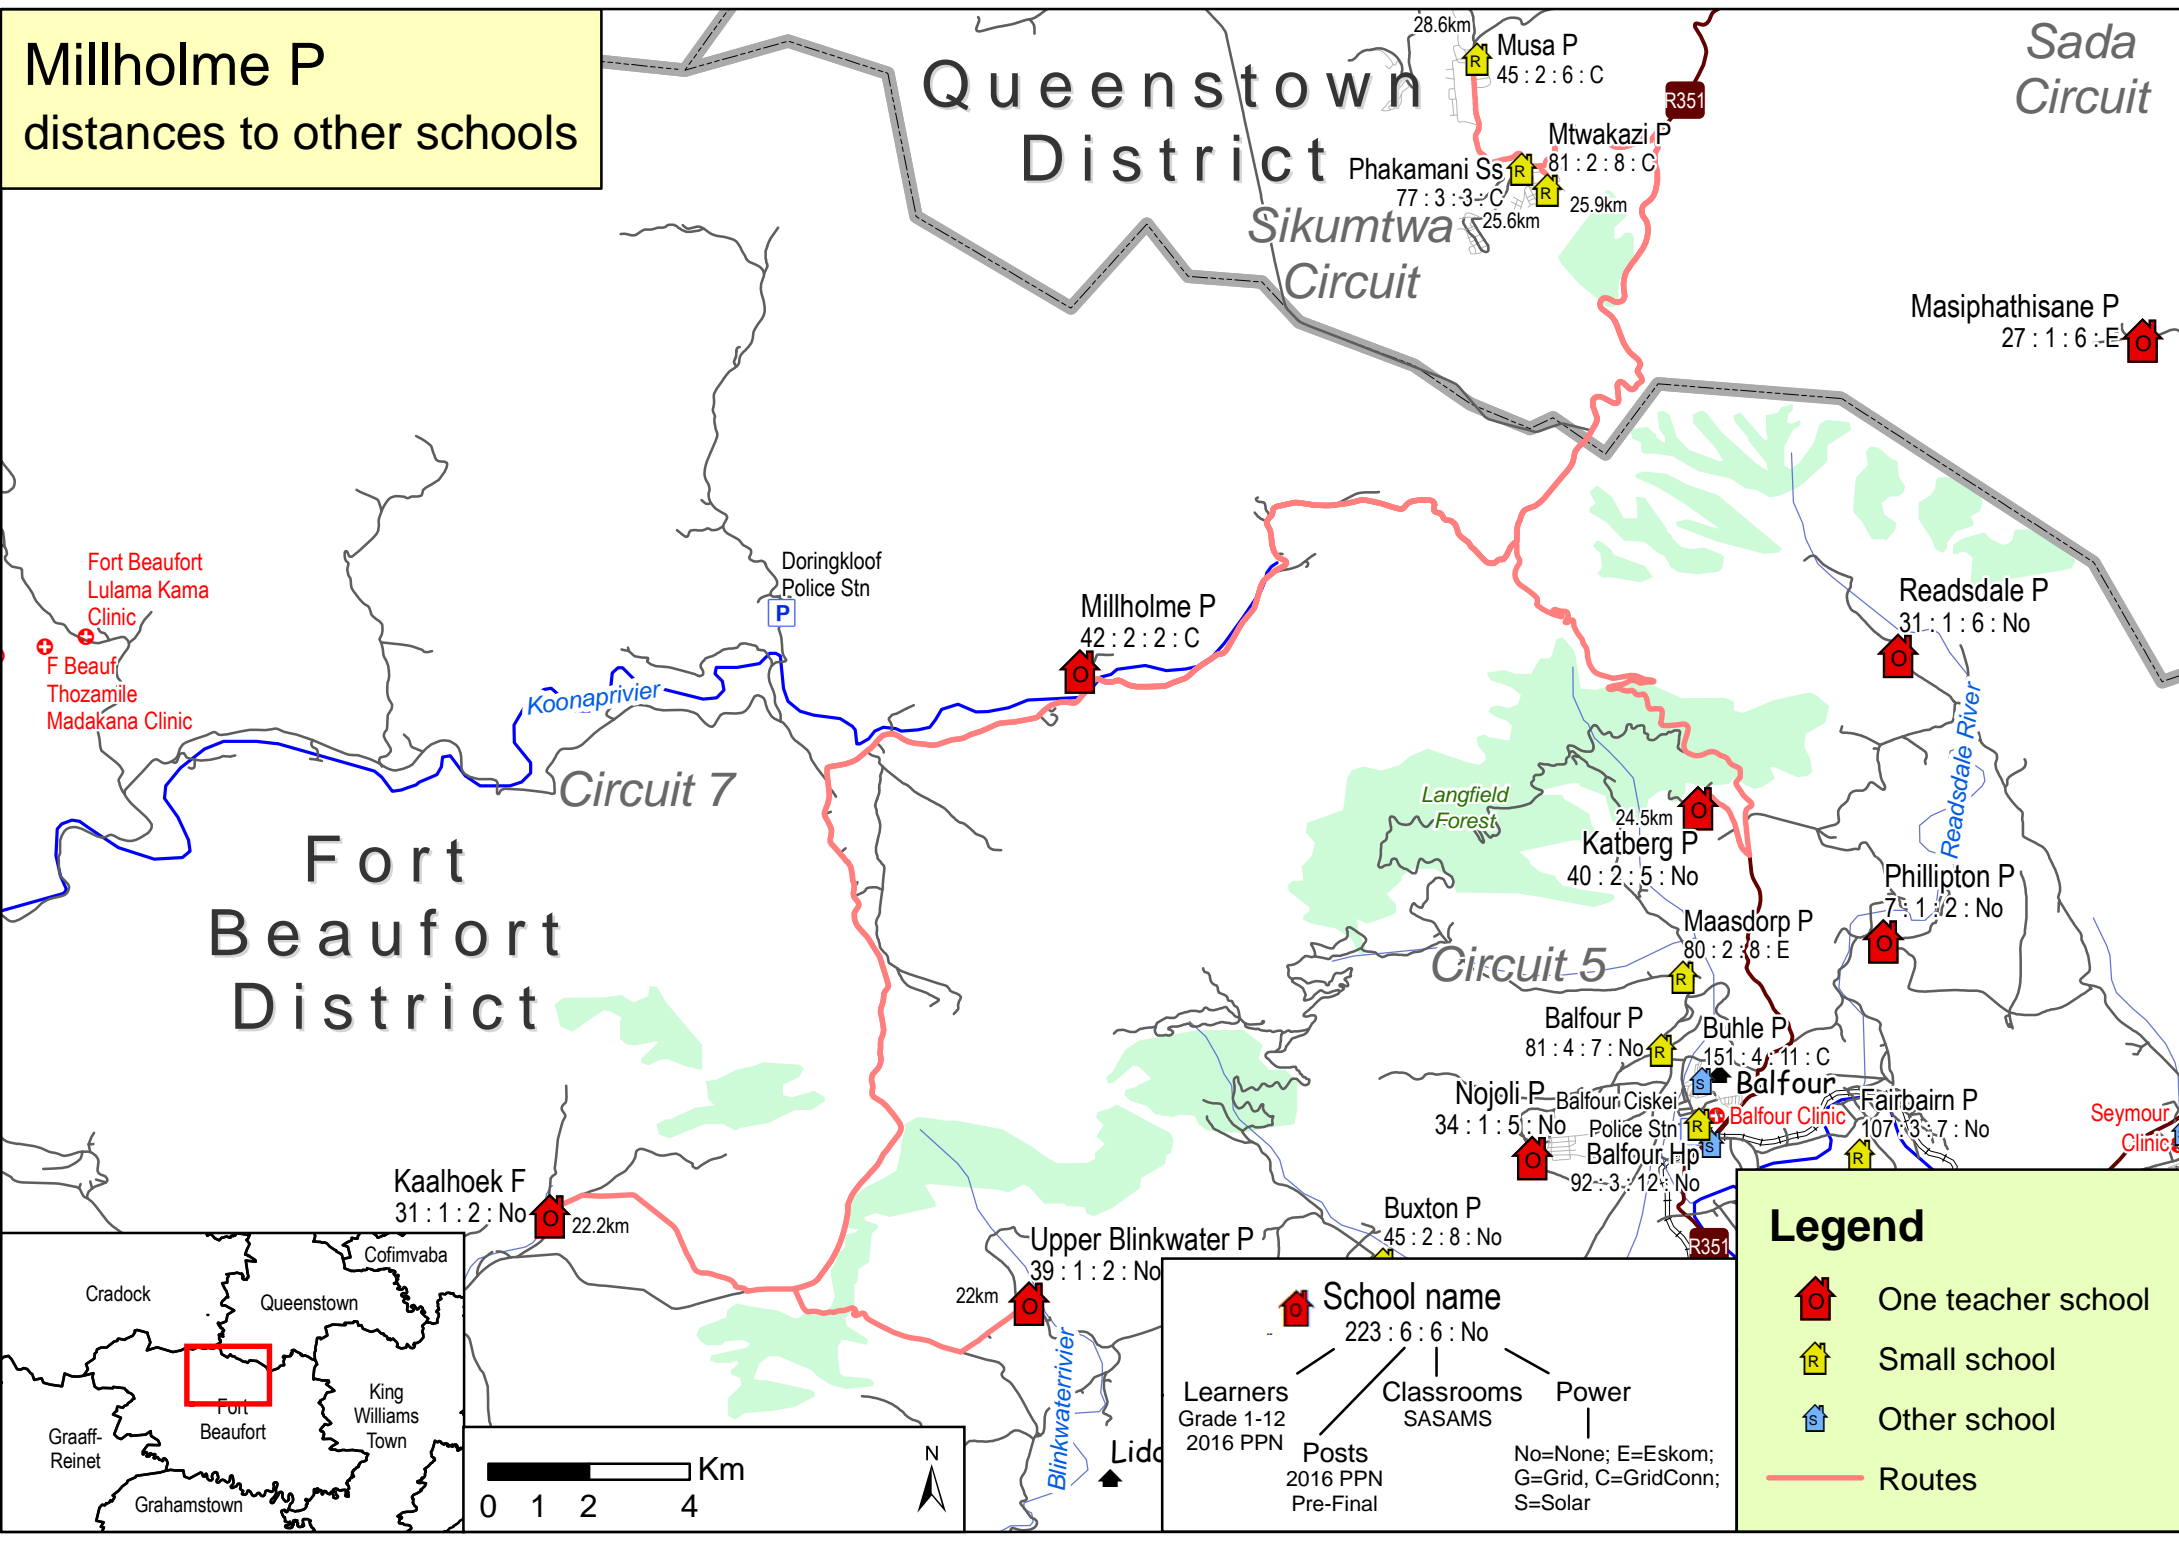 Millholme P
distances to other schools
Queenstown
District
Sikumtwa
Circuit
Sada
Circuit
28.6km
Musa P
45 : 2 : 6 : C
R351
Mtwakazi P
81 : 2 : 8 : C
Phakamani Ss
77 : 3 : 3 : C
25.6km
25.9km
R
R
R
Masiphathisane P
27 : 1 : 6 : E
O
Fort Beaufort
Lulama Kama
Clinic
F Beauf
Thozamile
Madakana Clinic
Doringkloof
Police Stn
P
Millholme P
42 : 2 : 2 : C
O
Readsdale P
31 : 1 : 6 : No
O
Koonaprivier
Readsdale River
Circuit 7
Fort
Beaufort
District
Langfield
Forest
24.5km
O
Katberg P
40 : 2 : 5 : No
Phillipton P
7 : 1 : 2 : No
O
Maasdorp P
80 : 2 : 8 : E
R
Circuit 5
Balfour P
81 : 4 : 7 : No
R
Buhle P
151 : 4 : 11 : C
S
Balfour
Nojoli P
34 : 1 : 5 : No
O
Balfour Ciskei
Police Stn
R
Balfour Clinic
S
Balfour Hp
92 : 3 : 12 : No
Fairbairn P
107 : 3 : 7 : No
R
Seymour
Clinic
R351
Kaalhoek F
31 : 1 : 2 : No
O
22.2km
Upper Blinkwater P
39 : 1 : 2 : No
22km
O
Buxton P
45 : 2 : 8 : No
Blinkwaterrivier
Lidd
Cradock
Cofimvaba
Queenstown
Fort
Beaufort
King
Williams
Town
Graaff-
Reinet
Grahamstown
Km
0 1 2 4
N
O
School name
223 : 6 : 6 : No
Learners
Grade 1-12
2016 PPN
Posts
2016 PPN
Pre-Final
Classrooms
SASAMS
Power
No=None; E=Eskom;
G=Grid, C=GridConn;
S=Solar
Legend
O One teacher school
R Small school
S Other school
Routes